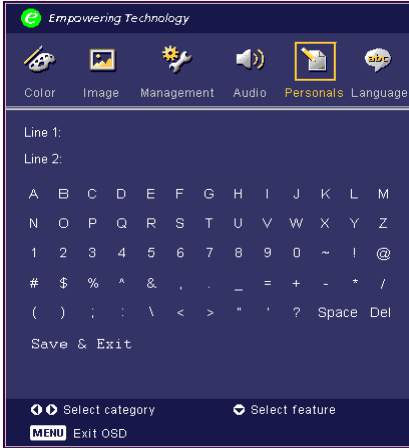 e Empowering Technology
abc
Color Image Management Audio Personals Language
Line 1:
Line 2:
A B C D E F G H I J K L M
N O P Q R S T U V W X Y Z
1 2 3 4 5 6 7 8 9 0 ~ ! @
# $ % ^ & , . _ = + - * /
( ) ; : \ < > " ' ? Space Del
Save & Exit
Select category Select feature
MENU Exit OSD